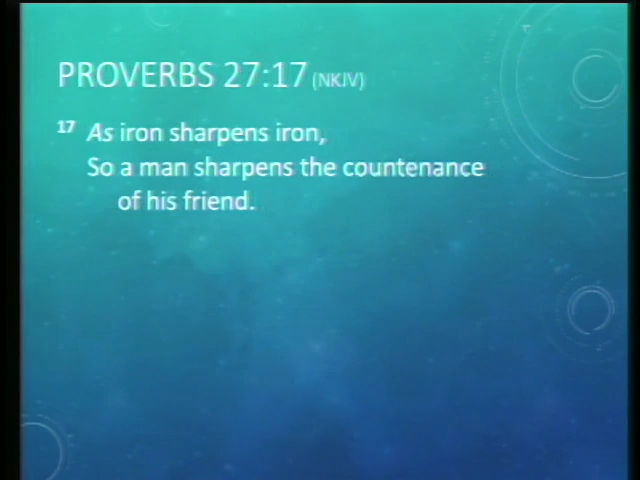 PROVERBS 27:17 (NKJV)
17 As iron sharpens iron,
So a man sharpens the countenance
of his friend.